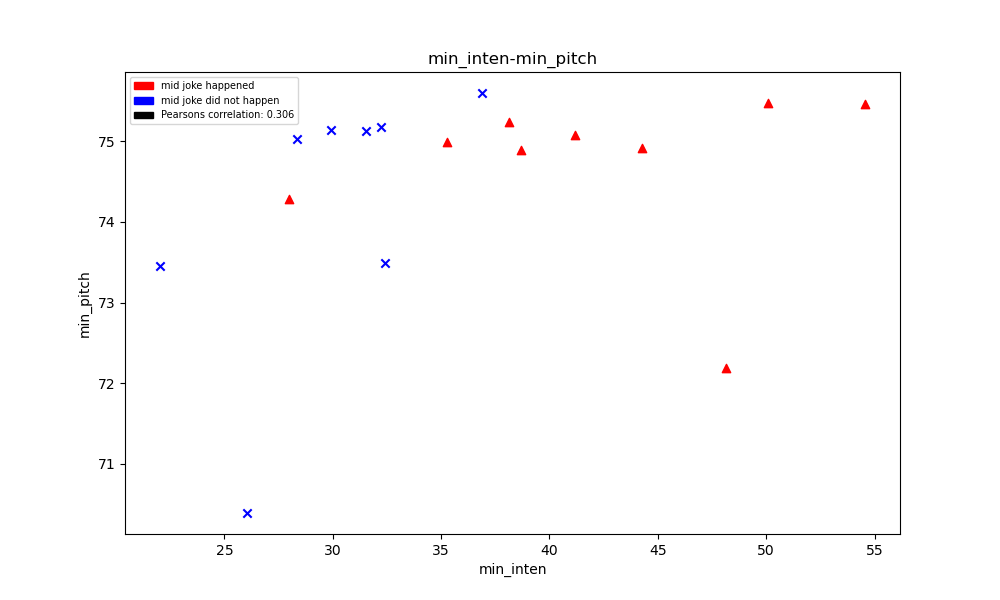 min_inten-min_pitch
mid joke happened
mid joke did not happen
Pearsons correlation: 0.306
75
74
73
72
71
min_pitch
25 30 35 40 45 50 55
min_inten